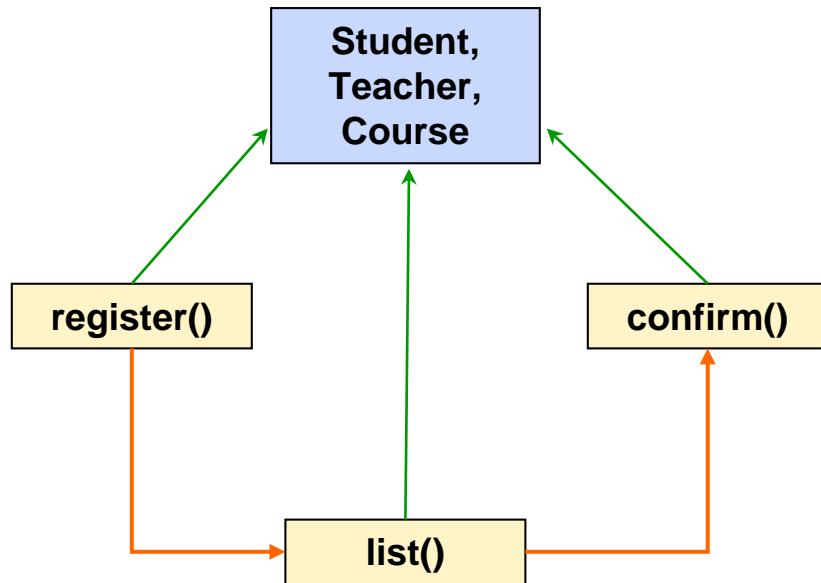 Student,
Teacher,
Course
register()
confirm()
list()